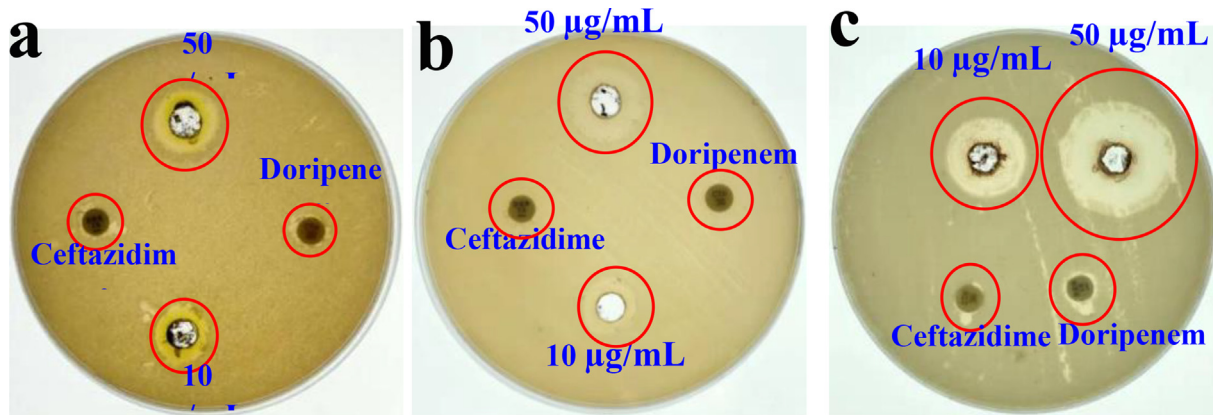 a
50
Doripene
Ceftazidim
10
b
50 µg/mL
Doripenem
Ceftazidime
10 µg/mL
c
10 µg/mL
50 µg/mL
Ceftazidime
Doripenem